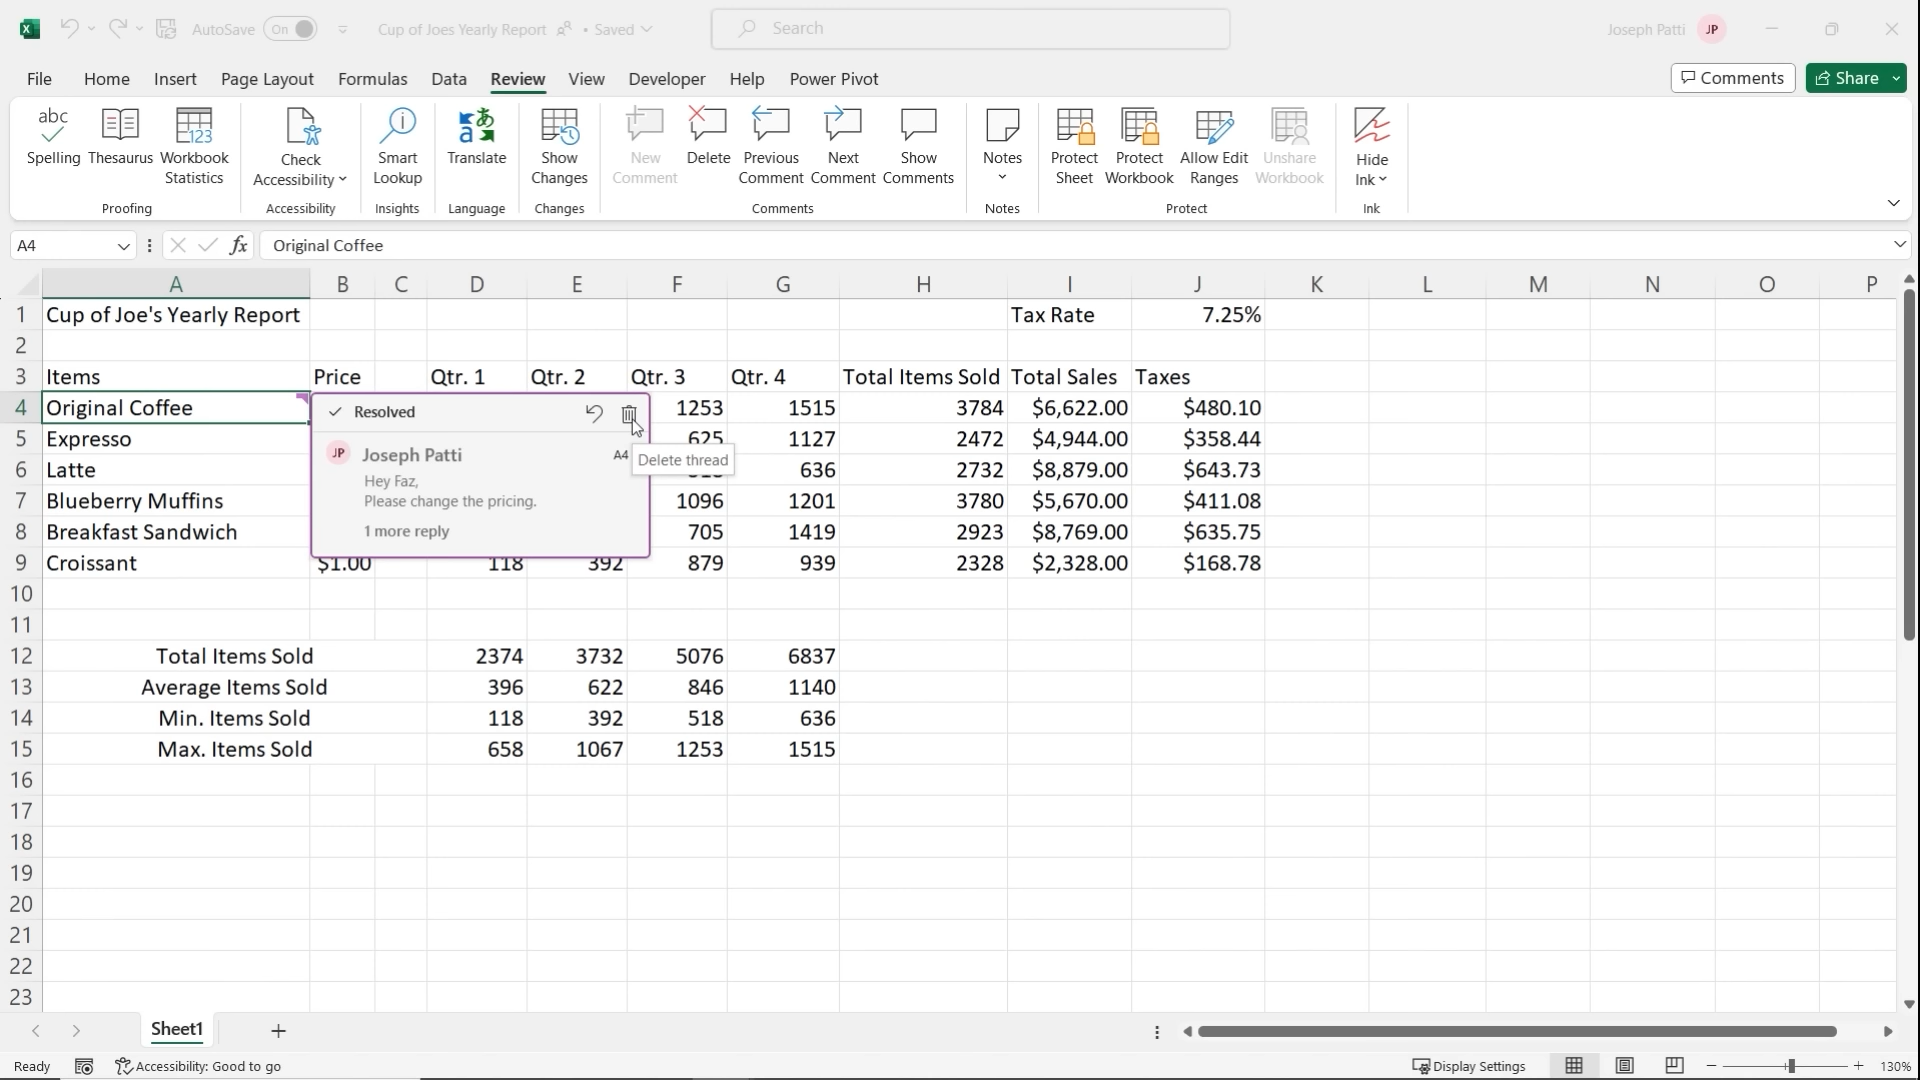 AutoSave On Cup of Joes Yearly Report • Saved Search Joseph Patti JP
File Home Insert Page Layout Formulas Data Review View Developer Help Power Pivot Comments Share
abc
123
Spelling Thesaurus Workbook Statistics
Check Accessibility
Smart Lookup
Translate
Show Changes
New Comment
Delete
Previous Comment
Next Comment
Show Comments
Notes
Protect Sheet
Protect Workbook
Allow Edit Ranges
Unshare Workbook
Hide Ink
Proofing Accessibility Insights Language Changes Comments Notes Protect Ink
A4 fx Original Coffee
A B C D E F G H I J K L M N O P
1 Cup of Joe's Yearly Report Tax Rate 7.25%
2
3 Items Price Qtr. 1 Qtr. 2 Qtr. 3 Qtr. 4 Total Items Sold Total Sales Taxes
4 Original Coffee 1253 1515 3784 $6,622.00 $480.10
5 Expresso 625 1127 2472 $4,944.00 $358.44
6 Latte 636 2732 $8,879.00 $643.73
7 Blueberry Muffins 1096 1201 3780 $5,670.00 $411.08
8 Breakfast Sandwich 705 1419 2923 $8,769.00 $635.75
9 Croissant $1.00 118 392 879 939 2328 $2,328.00 $168.78
Resolved
Delete thread
JP Joseph Patti A4
Hey Faz,
Please change the pricing.
1 more reply
10
11
12 Total Items Sold 2374 3732 5076 6837
13 Average Items Sold 396 622 846 1140
14 Min. Items Sold 118 392 518 636
15 Max. Items Sold 658 1067 1253 1515
16
17
18
19
20
21
22
23
Sheet1
Ready Accessibility: Good to go Display Settings 130%